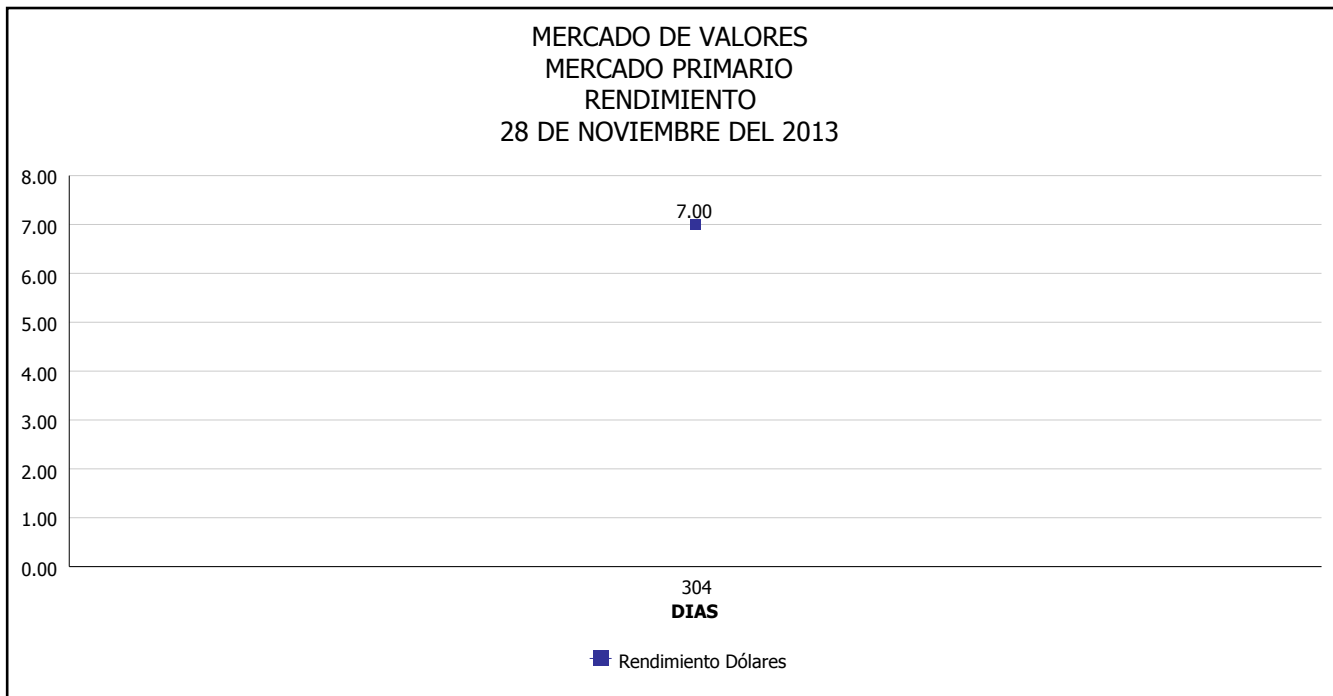 MERCADO DE VALORES
MERCADO PRIMARIO
RENDIMIENTO
28 DE NOVIEMBRE DEL 2013
8.00
7.00
7.00
6.00
5.00
4.00
3.00
2.00
1.00
0.00
304
DIAS
Rendimiento Dólares